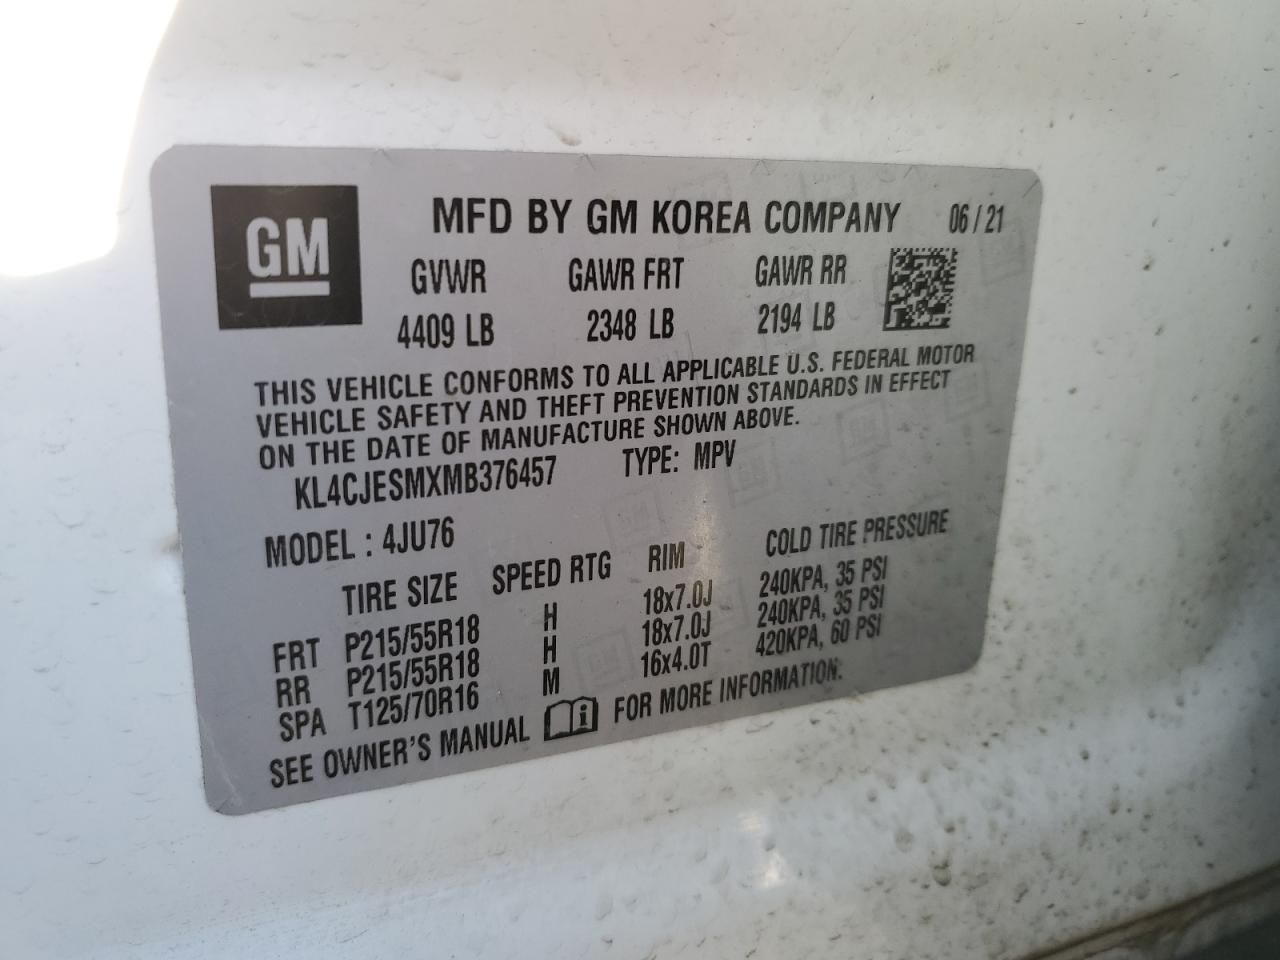 GM
MFD BY GM KOREA COMPANY 06/21
GVWR GAWR FRT GAWR RR
4409 LB 2348 LB 2194 LB
THIS VEHICLE CONFORMS TO ALL APPLICABLE U.S. FEDERAL MOTOR
VEHICLE SAFETY AND THEFT PREVENTION STANDARDS IN EFFECT
ON THE DATE OF MANUFACTURE SHOWN ABOVE.
KL4CJESMXMB376457 TYPE: MPV
MODEL : 4JU76
TIRE SIZE SPEED RTG RIM COLD TIRE PRESSURE
FRT P215/55R18 H 18x7.0J 240KPA, 35 PSI
RR P215/55R18 H 18x7.0J 240KPA, 35 PSI
SPA T125/70R16 M 16x4.0T 420KPA, 60 PSI
SEE OWNER'S MANUAL FOR MORE INFORMATION.